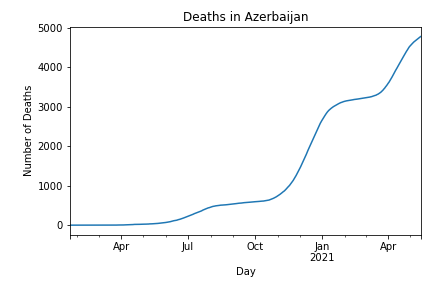 Deaths in Azerbaijan
5000
4000
3000
2000
1000
0
Number of Deaths
Apr Jul Oct Jan Apr
2021
Day